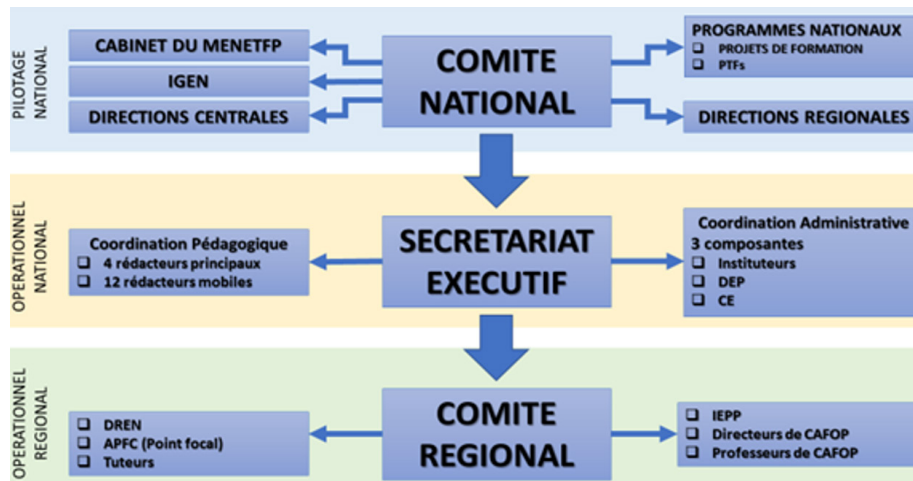 PILOTAGE
NATIONAL
CABINET DU MENETFP
IGEN
DIRECTIONS CENTRALES
COMITE
NATIONAL
PROGRAMMES NATIONAUX
❑ PROJETS DE FORMATION
❑ PTFs
DIRECTIONS REGIONALES
OPERATIONNEL
NATIONAL
Coordination Pédagogique
❑ 4 rédacteurs principaux
❑ 12 rédacteurs mobiles
SECRETARIAT
EXECUTIF
Coordination Administrative
3 composantes
❑ Instituteurs
❑ DEP
❑ CE
OPERATIONNEL
REGIONAL
❑ DREN
❑ APFC (Point focal)
❑ Tuteurs
COMITE
REGIONAL
❑ IEPP
❑ Directeurs de CAFOP
❑ Professeurs de CAFOP